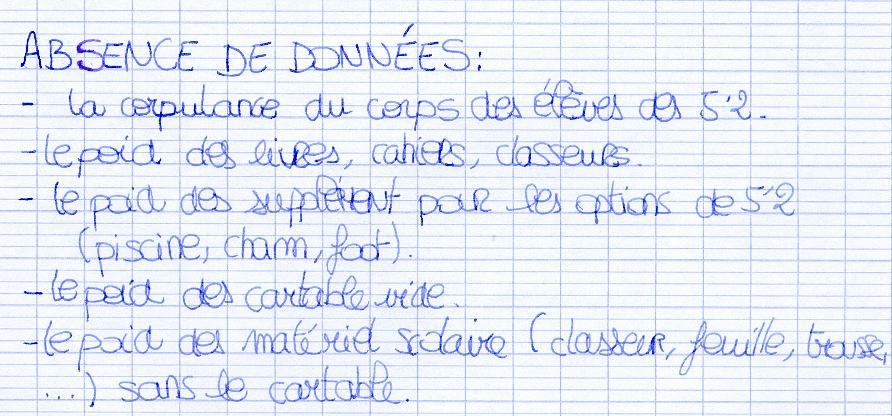 ABSENCE DE DONNÉES:
- la corpulance du corps des élèves des 5°2.
- le poid des livres, cahiers, classeurs.
- le poid des supplément pour les options de 5°2
(piscine, cham, foot).
- le poid des cartable vide.
- le poid des matériel scolaire (classeur, feuille, trousse,
...) sans le cartable.